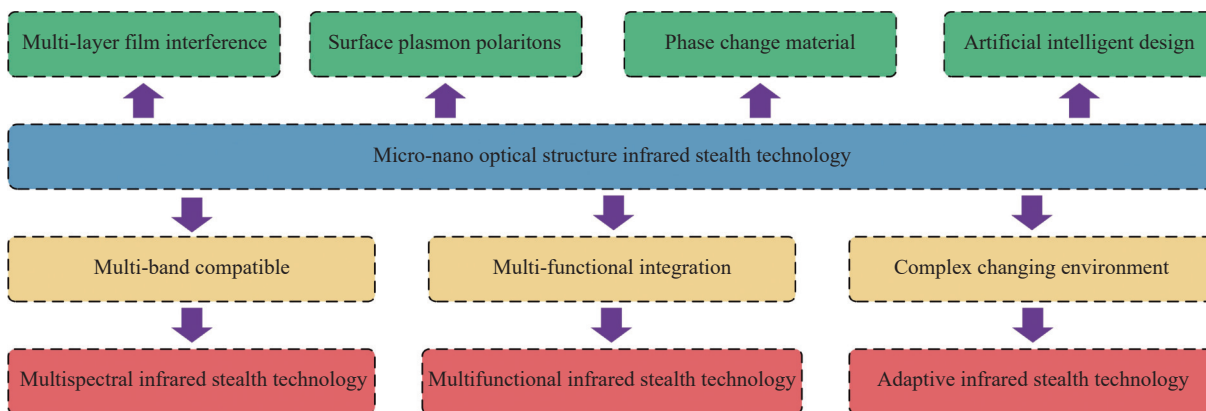 Multi-layer film interference
Surface plasmon polaritons
Phase change material
Artificial intelligent design
Micro-nano optical structure infrared stealth technology
Multi-band compatible
Multi-functional integration
Complex changing environment
Multispectral infrared stealth technology
Multifunctional infrared stealth technology
Adaptive infrared stealth technology